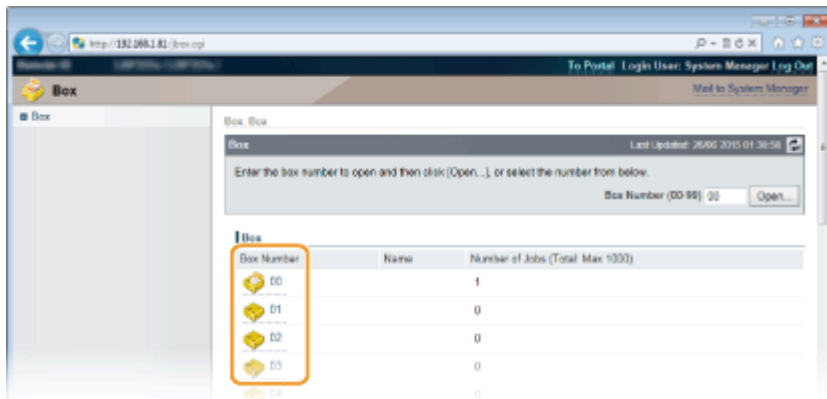 http://192.168.1.81/jbox.cgi
To Portal Login User: System Manager Log Out
Box
Mail to System Manager
Box
Box: Box
Box
Last Updated: 26/06 2015 01:38:58
Enter the box number to open and then click [Open...], or select the number from below.
Box Number (00-99) 00 Open...
Box
Box Number Name Number of Jobs (Total: Max 1000)
00 1
01 0
02 0
03 0
04 0